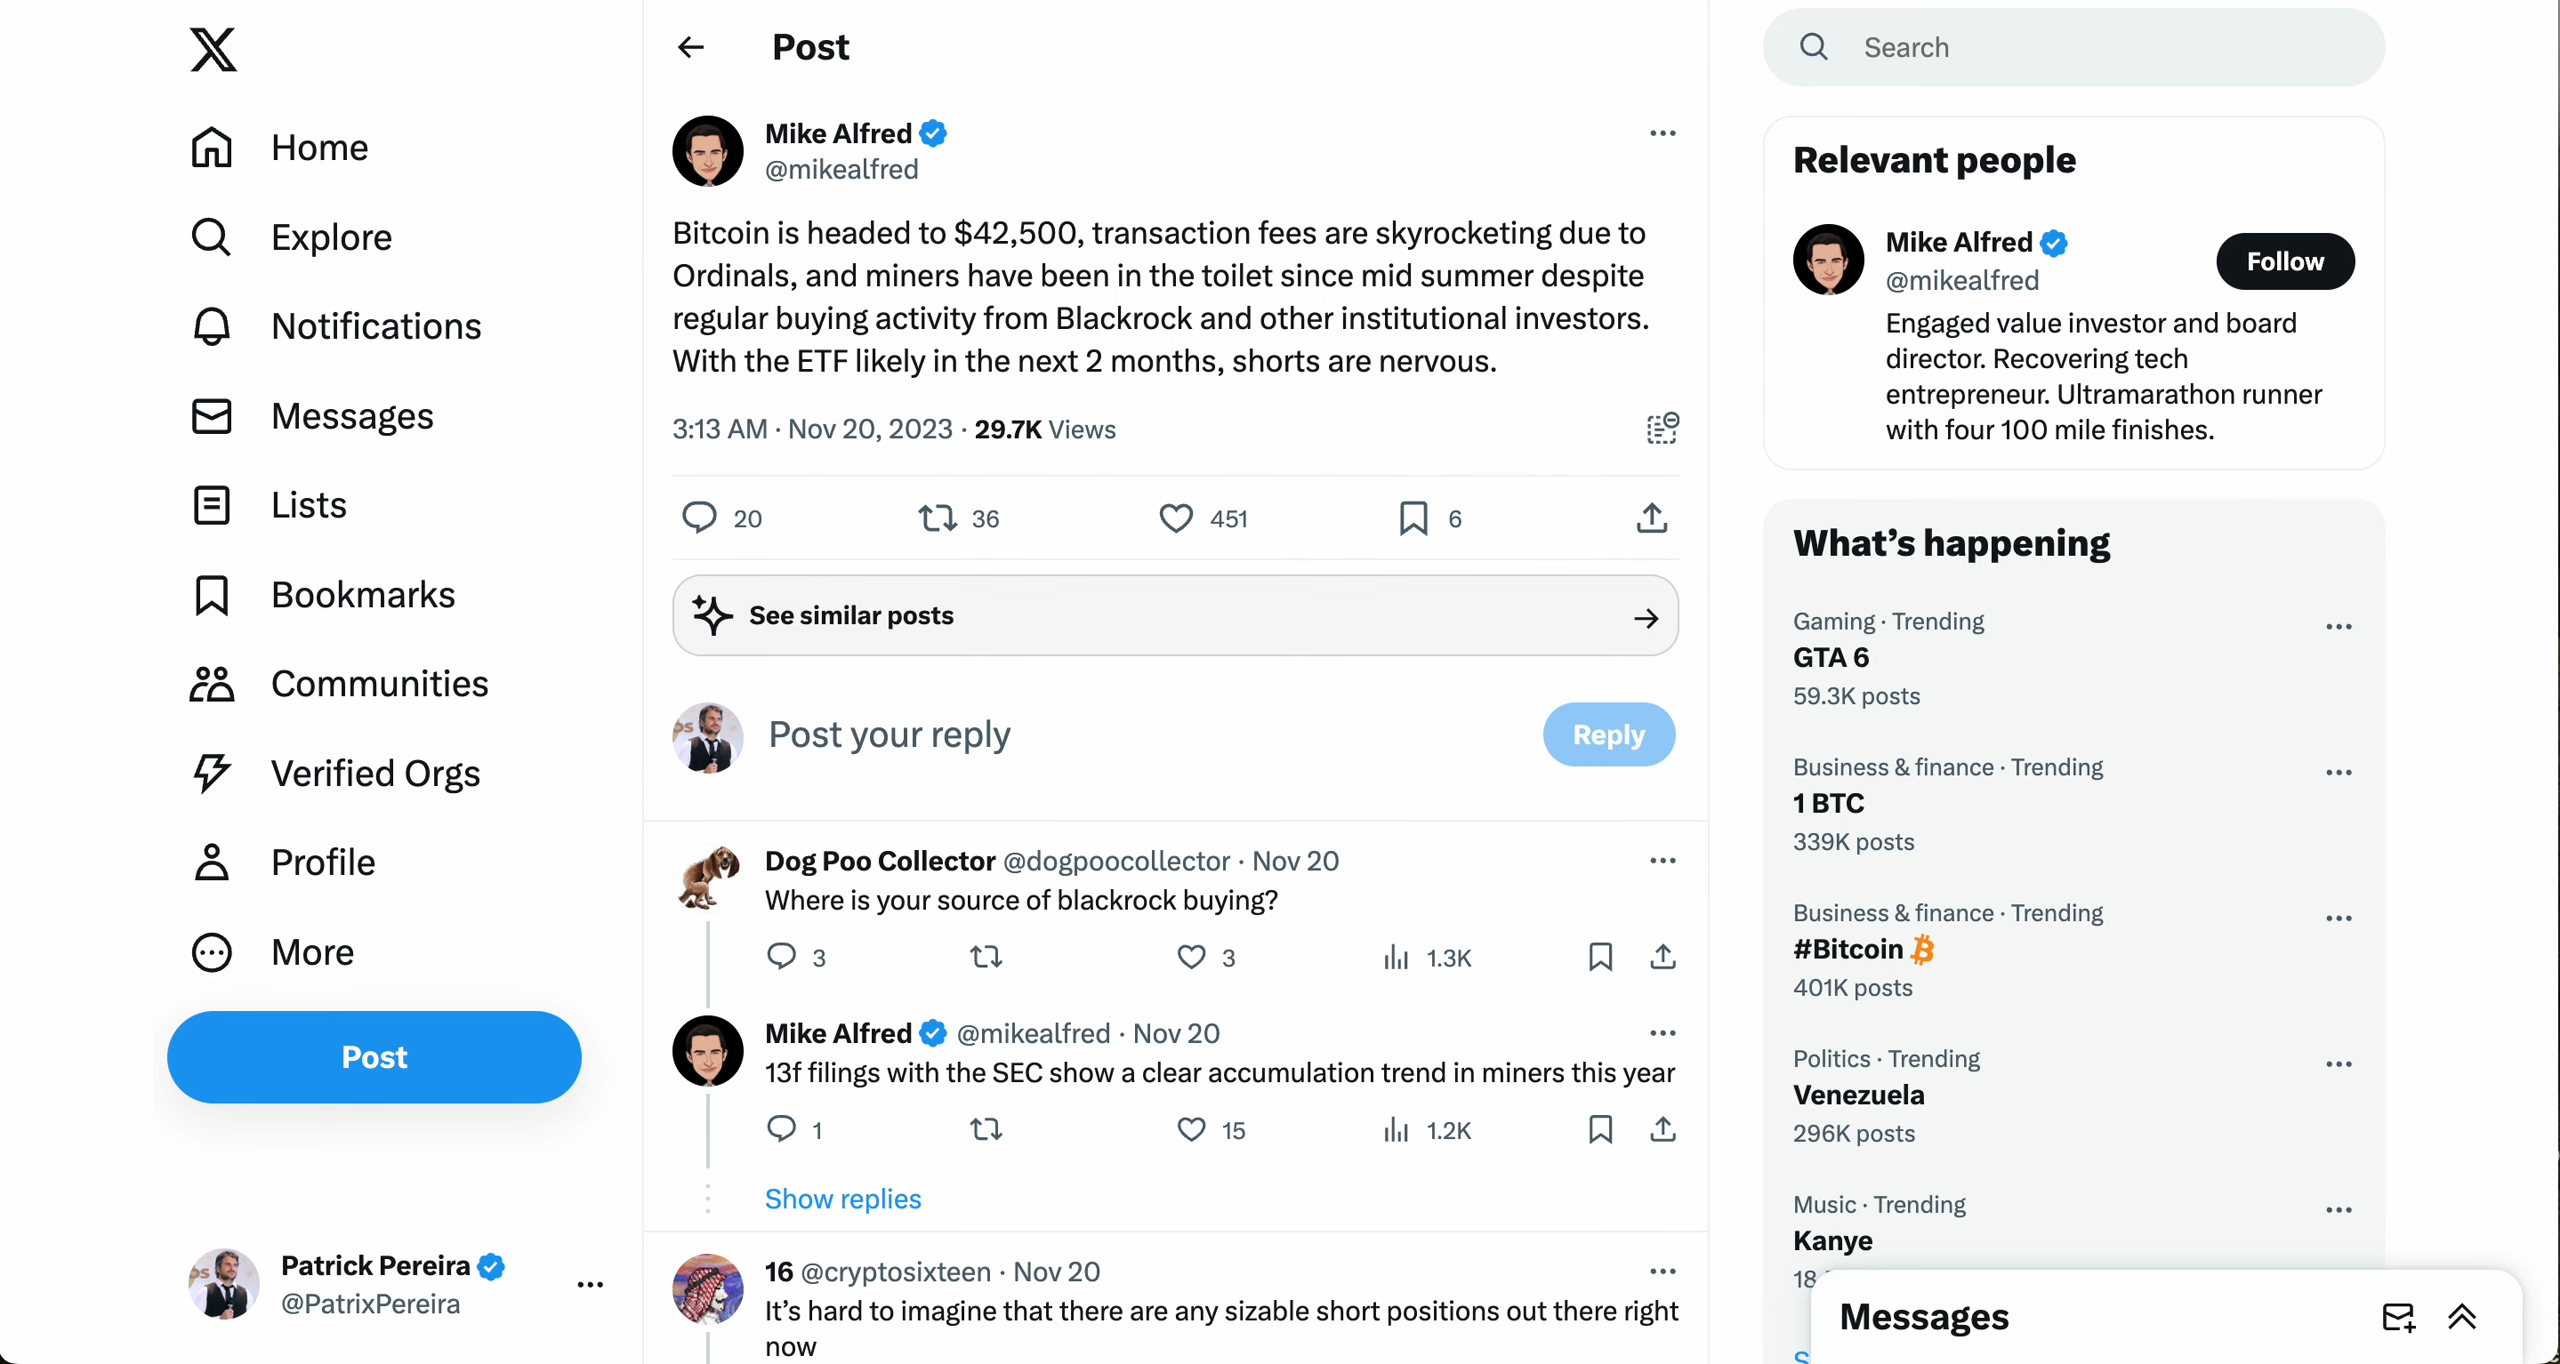 Home
Explore
Notifications
Messages
Lists
Bookmarks
Communities
Verified Orgs
Profile
More
Post
Patrick Pereira
@PatrixPereira
Post
Mike Alfred
@mikealfred
Bitcoin is headed to $42,500, transaction fees are skyrocketing due to
Ordinals, and miners have been in the toilet since mid summer despite
regular buying activity from Blackrock and other institutional investors.
With the ETF likely in the next 2 months, shorts are nervous.
3:13 AM · Nov 20, 2023 · 29.7K Views
20 36 451 6
See similar posts
Post your reply Reply
Dog Poo Collector @dogpoocollector · Nov 20
Where is your source of blackrock buying?
3 3 1.3K
Mike Alfred @mikealfred · Nov 20
13f filings with the SEC show a clear accumulation trend in miners this year
1 15 1.2K
Show replies
16 @cryptosixteen · Nov 20
It’s hard to imagine that there are any sizable short positions out there right
now
Search
Relevant people
Mike Alfred
@mikealfred
Follow
Engaged value investor and board
director. Recovering tech
entrepreneur. Ultramarathon runner
with four 100 mile finishes.
What’s happening
Gaming · Trending
GTA 6
59.3K posts
Business & finance · Trending
1 BTC
339K posts
Business & finance · Trending
#Bitcoin
401K posts
Politics · Trending
Venezuela
296K posts
Music · Trending
Kanye
Messages